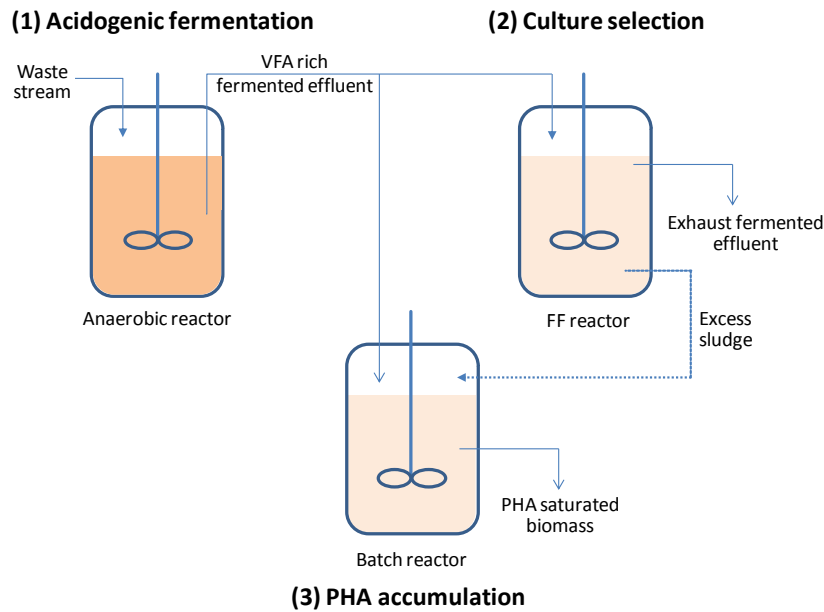 (1) Acidogenic fermentation
(2) Culture selection
Waste
stream
VFA rich
fermented effluent
Exhaust fermented
effluent
Anaerobic reactor
FF reactor
Excess
sludge
PHA saturated
biomass
Batch reactor
(3) PHA accumulation